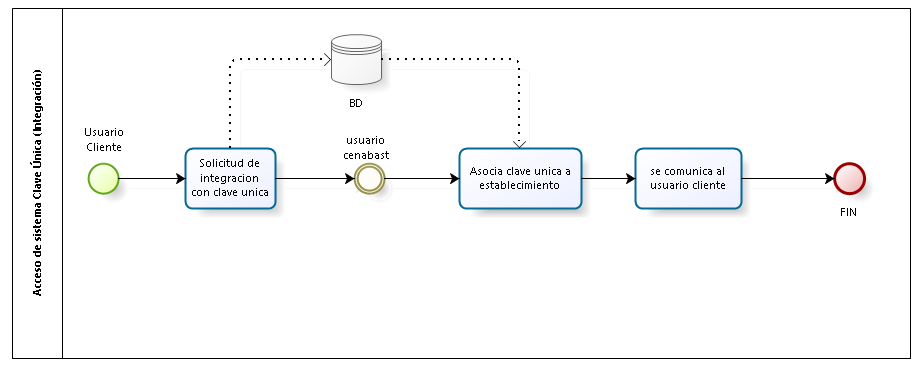 Acceso de sistema Clave Única (Integración)
BD
Usuario
Cliente
Solicitud de
integracion
con clave unica
usuario
cenabast
Asocia clave unica a
establecimiento
se comunica al
usuario cliente
FIN